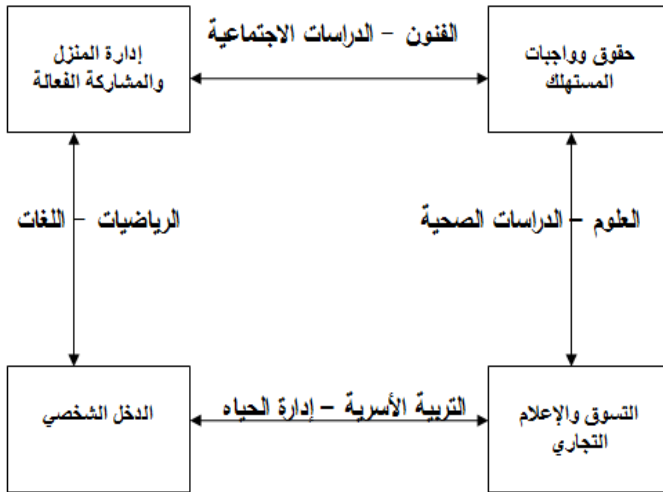 الفنون – الدراسات الاجتماعية
حقوق وواجبات
المستهلك
إدارة المنزل
والمشاركة الفعالة
العلوم – الدراسات الصحية
الرياضيات – اللغات
التسوق والإعلام
التجاري
التربية الأسرية – إدارة الحياه
الدخل الشخصي